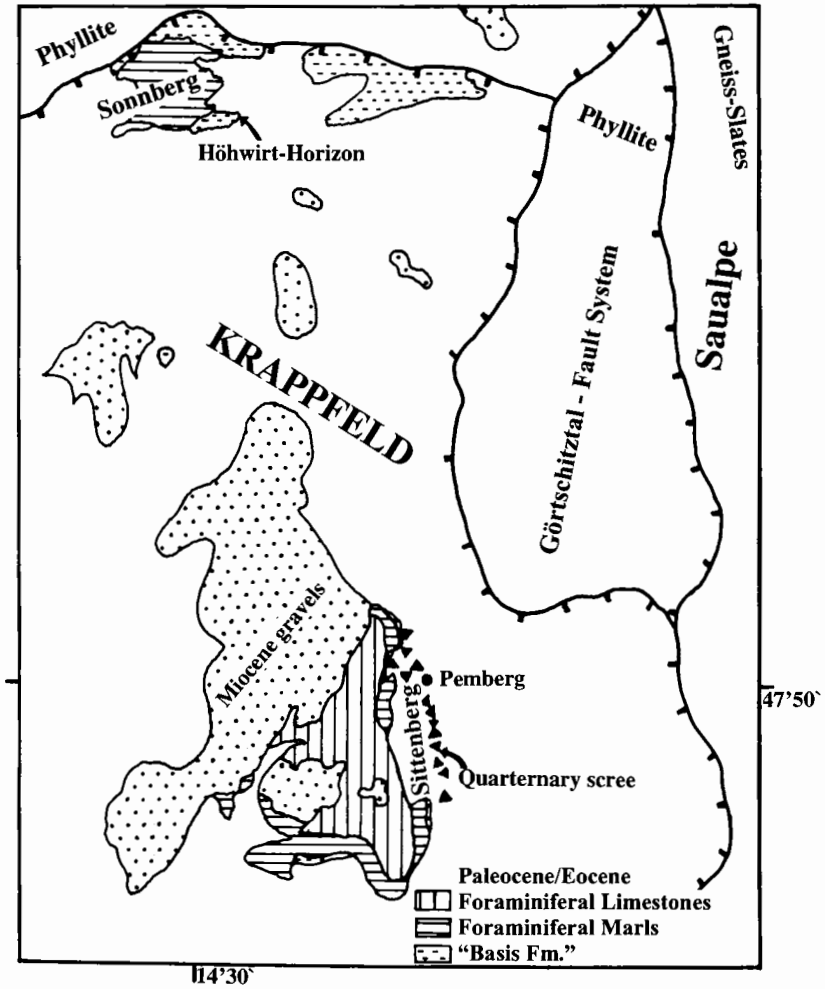 Phyllite
Sonnberg
Höhwirt-Horizon
Phyllite
Gneiss-Slates
Saualpe
KRAPPFELD
Görtschitztal - Fault System
Miocene gravels
Sittenberg
Pemberg
47'50`
Quarternary scree
Paleocene/Eocene
Foraminiferal Limestones
Foraminiferal Marls
“Basis Fm.”
14'30`